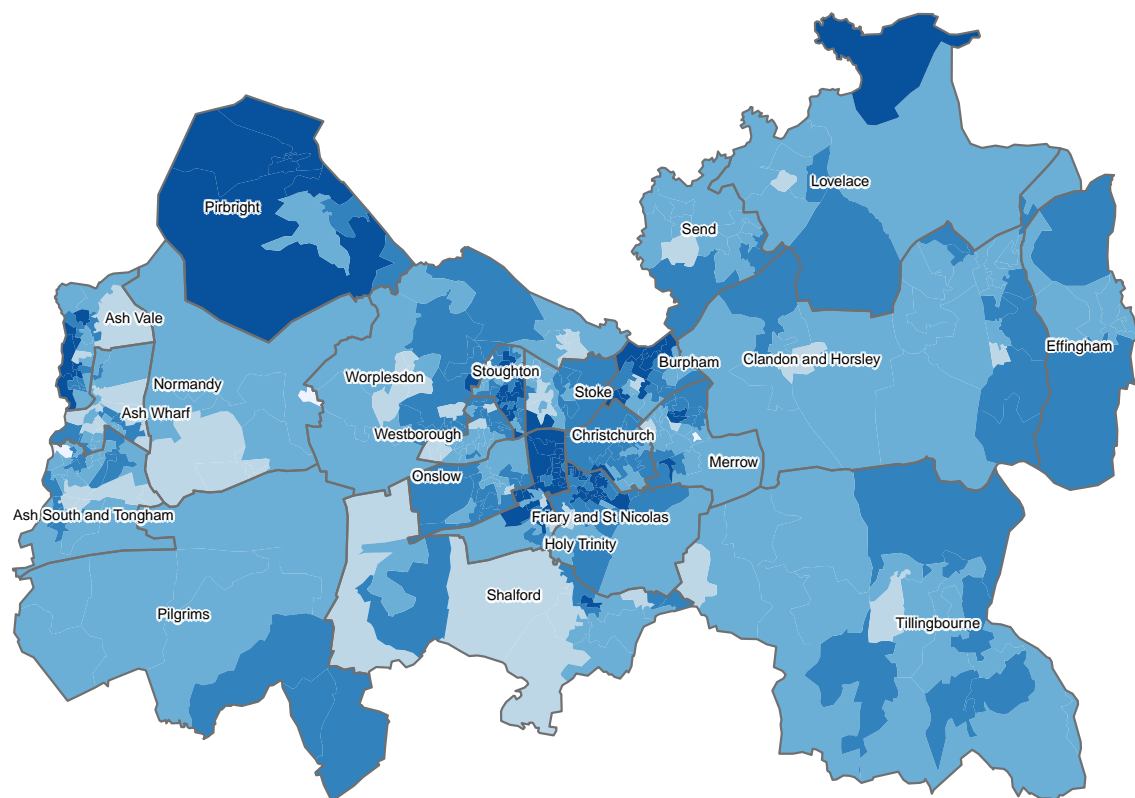 Lovelace
Pirbright
Send
Ash Vale
Effingham
Burpham
Clandon and Horsley
Stoughton
Worplesdon
Normandy
Stoke
Ash Wharf
Westborough
Christchurch
Merrow
Onslow
Ash South and Tongham
Friary and St Nicolas
Holy Trinity
Shalford
Pilgrims
Tillingbourne